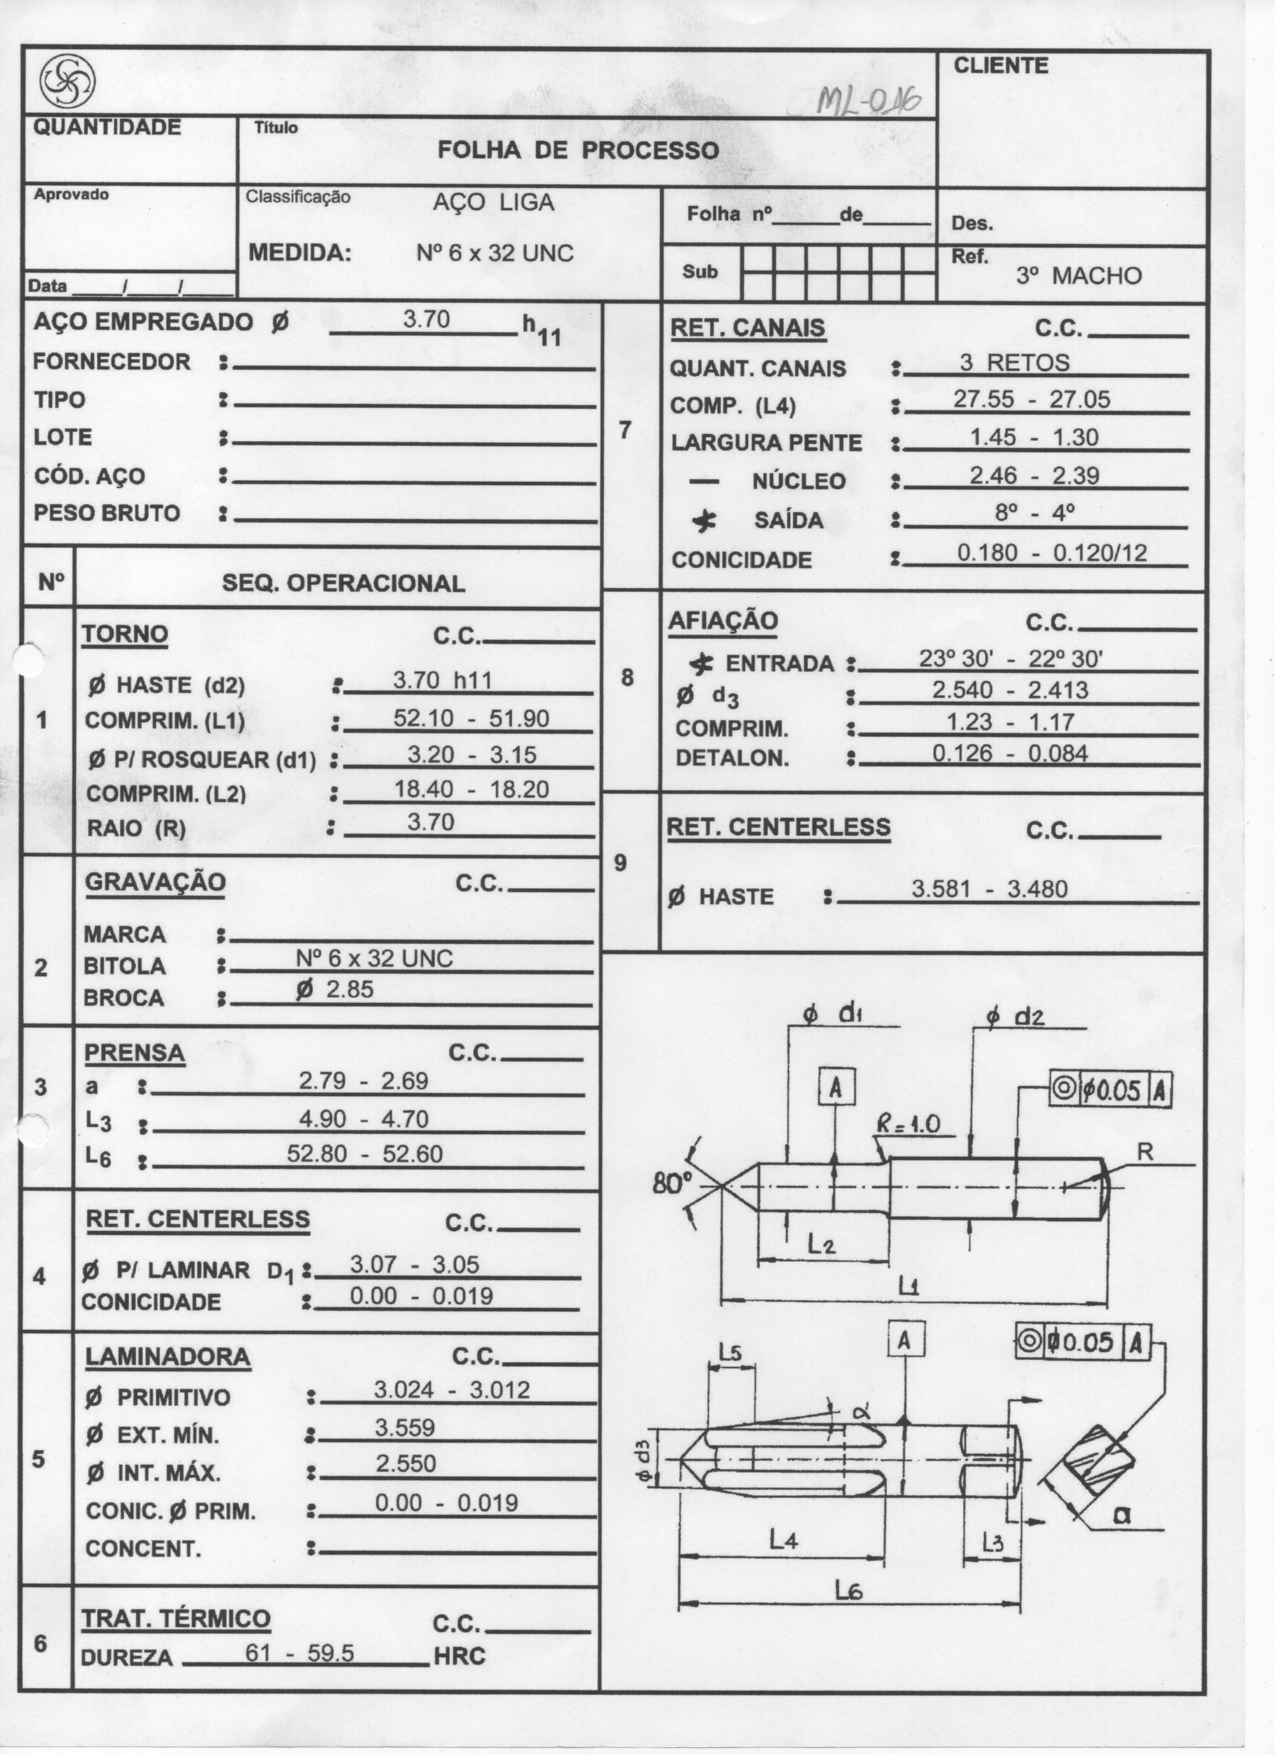 ML-016
CLIENTE
QUANTIDADE
Título
FOLHA DE PROCESSO
Aprovado
Classificação AÇO LIGA
MEDIDA: Nº 6 x 32 UNC
Data ____/____/____
Folha nº______de______
Sub
Des.
Ref.
3º MACHO
AÇO EMPREGADO Ø 3.70 h11
FORNECEDOR :
TIPO :
LOTE :
CÓD. AÇO :
PESO BRUTO :
Nº SEQ. OPERACIONAL
1
TORNO C.C.
Ø HASTE (d2) : 3.70 h11
COMPRIM. (L1) : 52.10 - 51.90
Ø P/ ROSQUEAR (d1) : 3.20 - 3.15
COMPRIM. (L2) : 18.40 - 18.20
RAIO (R) : 3.70
2
GRAVAÇÃO C.C.
MARCA :
BITOLA : Nº 6 x 32 UNC
BROCA : Ø 2.85
3
PRENSA C.C.
a : 2.79 - 2.69
L3 : 4.90 - 4.70
L6 : 52.80 - 52.60
4
RET. CENTERLESS C.C.
Ø P/ LAMINAR D1 : 3.07 - 3.05
CONICIDADE : 0.00 - 0.019
5
LAMINADORA C.C.
Ø PRIMITIVO : 3.024 - 3.012
Ø EXT. MÍN. : 3.559
Ø INT. MÁX. : 2.550
CONIC. Ø PRIM. : 0.00 - 0.019
CONCENT. :
6
TRAT. TÉRMICO C.C.
DUREZA 61 - 59.5 HRC
7
RET. CANAIS C.C.
QUANT. CANAIS : 3 RETOS
COMP. (L4) : 27.55 - 27.05
LARGURA PENTE : 1.45 - 1.30
— NÚCLEO : 2.46 - 2.39
SAÍDA : 8º - 4º
CONICIDADE : 0.180 - 0.120/12
8
AFIAÇÃO C.C.
ENTRADA : 23º 30' - 22º 30'
Ø d3 : 2.540 - 2.413
COMPRIM. : 1.23 - 1.17
DETALON. : 0.126 - 0.084
9
RET. CENTERLESS C.C.
Ø HASTE : 3.581 - 3.480
ϕ d1
ϕ d2
A
◎ ϕ0.05 A
R=1.0
R
80º
L2
L1
A
◎ ϕ0.05 A
L5
α
ϕ d3
a
L4
L3
L6